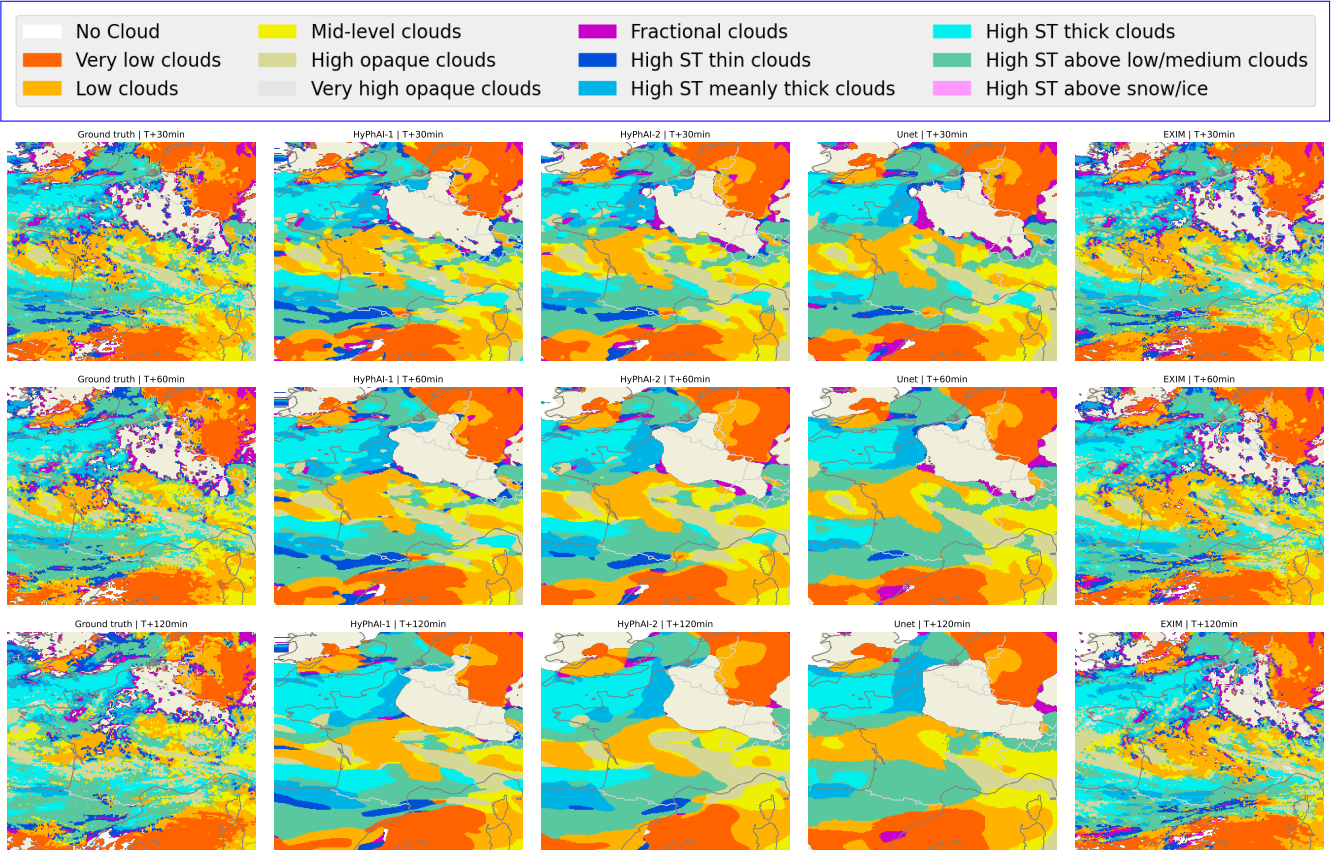 No Cloud Mid-level clouds Fractional clouds High ST thick clouds
Very low clouds High opaque clouds High ST thin clouds High ST above low/medium clouds
Low clouds Very high opaque clouds High ST meanly thick clouds High ST above snow/ice
Ground truth | T+30min HyPhAI-1 | T+30min HyPhAI-2 | T+30min Unet | T+30min EXIM | T+30min
Ground truth | T+60min HyPhAI-1 | T+60min HyPhAI-2 | T+60min Unet | T+60min EXIM | T+60min
Ground truth | T+120min HyPhAI-1 | T+120min HyPhAI-2 | T+120min Unet | T+120min EXIM | T+120min